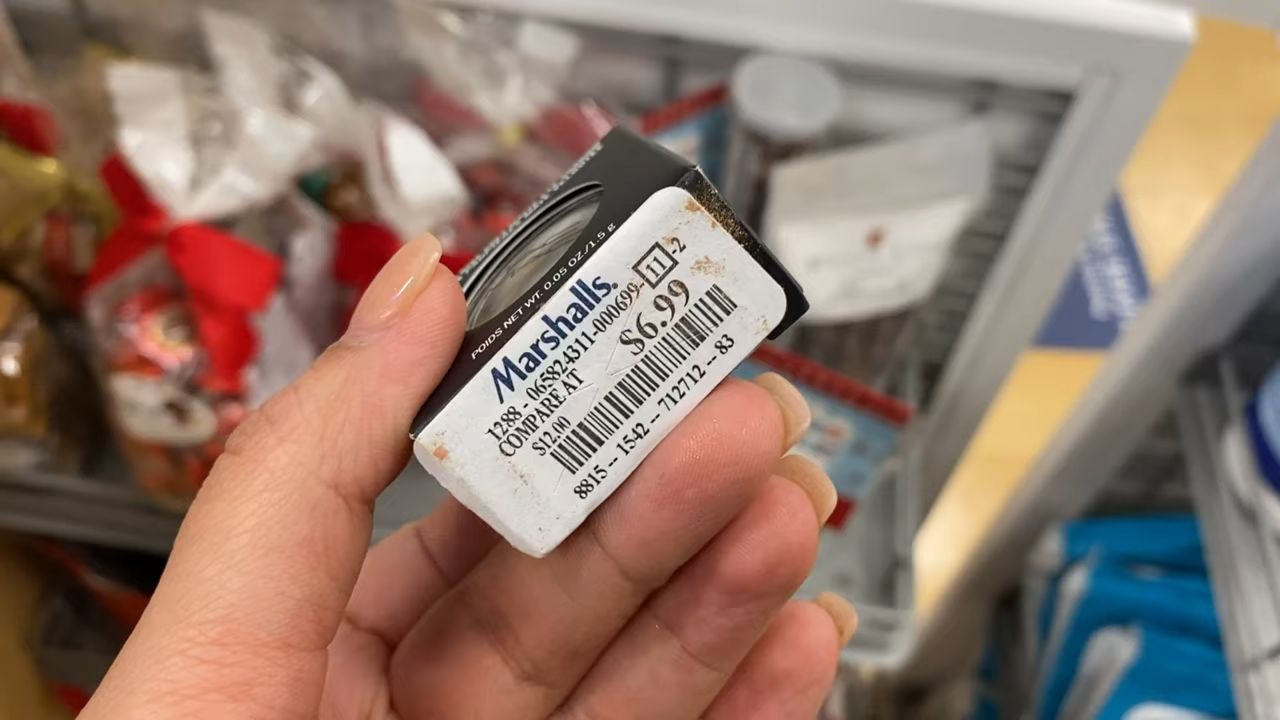 POIDS NET WT. 0.05 OZ/1.5 g
Marshalls.
1288 - 065824311-000699-11-2
COMPARE AT
$12.00
$6.99
8815 -- 1542 -- 712712 -- 83